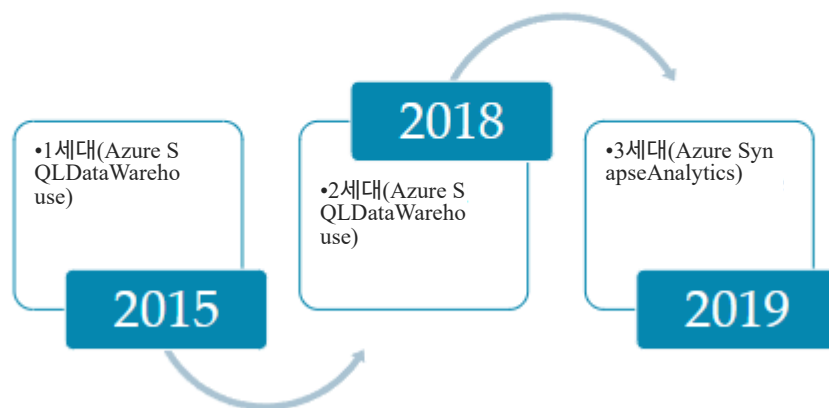 •1세대(Azure S
QLDataWareho
use)
2015
2018
•2세대(Azure S
QLDataWareho
use)
•3세대(Azure Syn
apseAnalytics)
2019